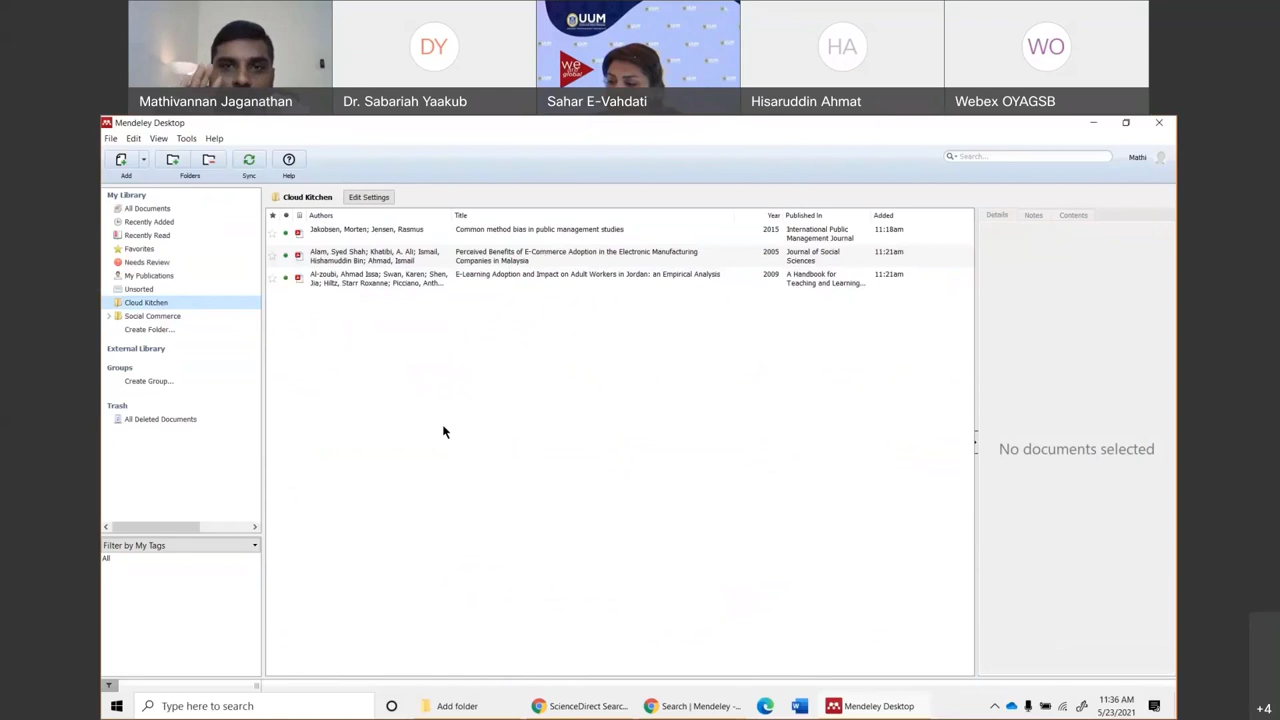 UUM
we
global
DY
HA
WO
Mathivannan Jaganathan
Dr. Sabariah Yaakub
Sahar E-Vahdati
Hisaruddin Ahmat
Webex OYAGSB
Mendeley Desktop
File Edit View Tools Help
Add
Folders
Sync
Help
Search...
Mathi
My Library
All Documents
Recently Added
Recently Read
Favorites
Needs Review
My Publications
Unsorted
Cloud Kitchen
Social Commerce
Create Folder...
External Library
Groups
Create Group...
Trash
All Deleted Documents
Filter by My Tags
All
Cloud Kitchen
Edit Settings
Authors Title Year Published In Added
Jakobsen, Morten; Jensen, Rasmus Common method bias in public management studies 2015 International Public 11:18am
Management Journal
Alam, Syed Shah; Khatibi, A. Ali; Ismail, Perceived Benefits of E-Commerce Adoption in the Electronic Manufacturing 2005 Journal of Social 11:21am
Hishamuddin Bin; Ahmad, Ismail Companies in Malaysia Sciences
Al-zoubi, Ahmad Issa; Swan, Karen; Shen, E-Learning Adoption and Impact on Adult Workers in Jordan: an Empirical Analysis 2009 A Handbook for 11:21am
Jia; Hiltz, Starr Roxanne; Picciano, Anth... Teaching and Learning...
Details Notes Contents
No documents selected
Type here to search
Add folder
ScienceDirect Searc...
Search | Mendeley -...
Mendeley Desktop
11:36 AM
5/23/2021
+4